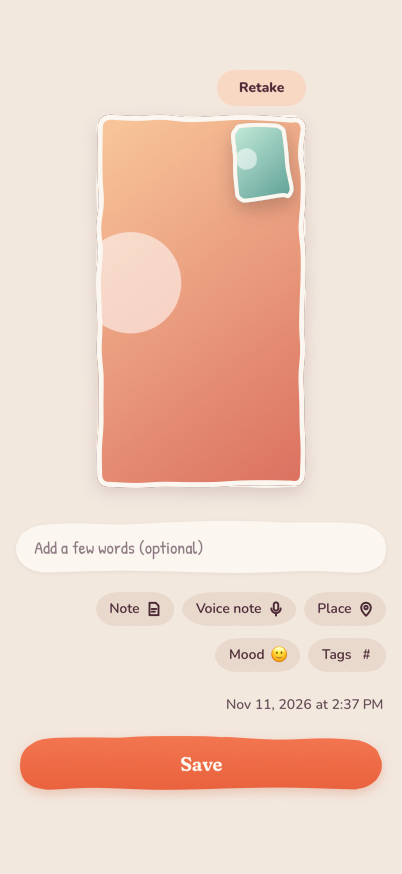 Retake
Add a few words (optional)
Note
Voice note
Place
Mood
Tags #
Nov 11, 2026 at 2:37 PM
Save